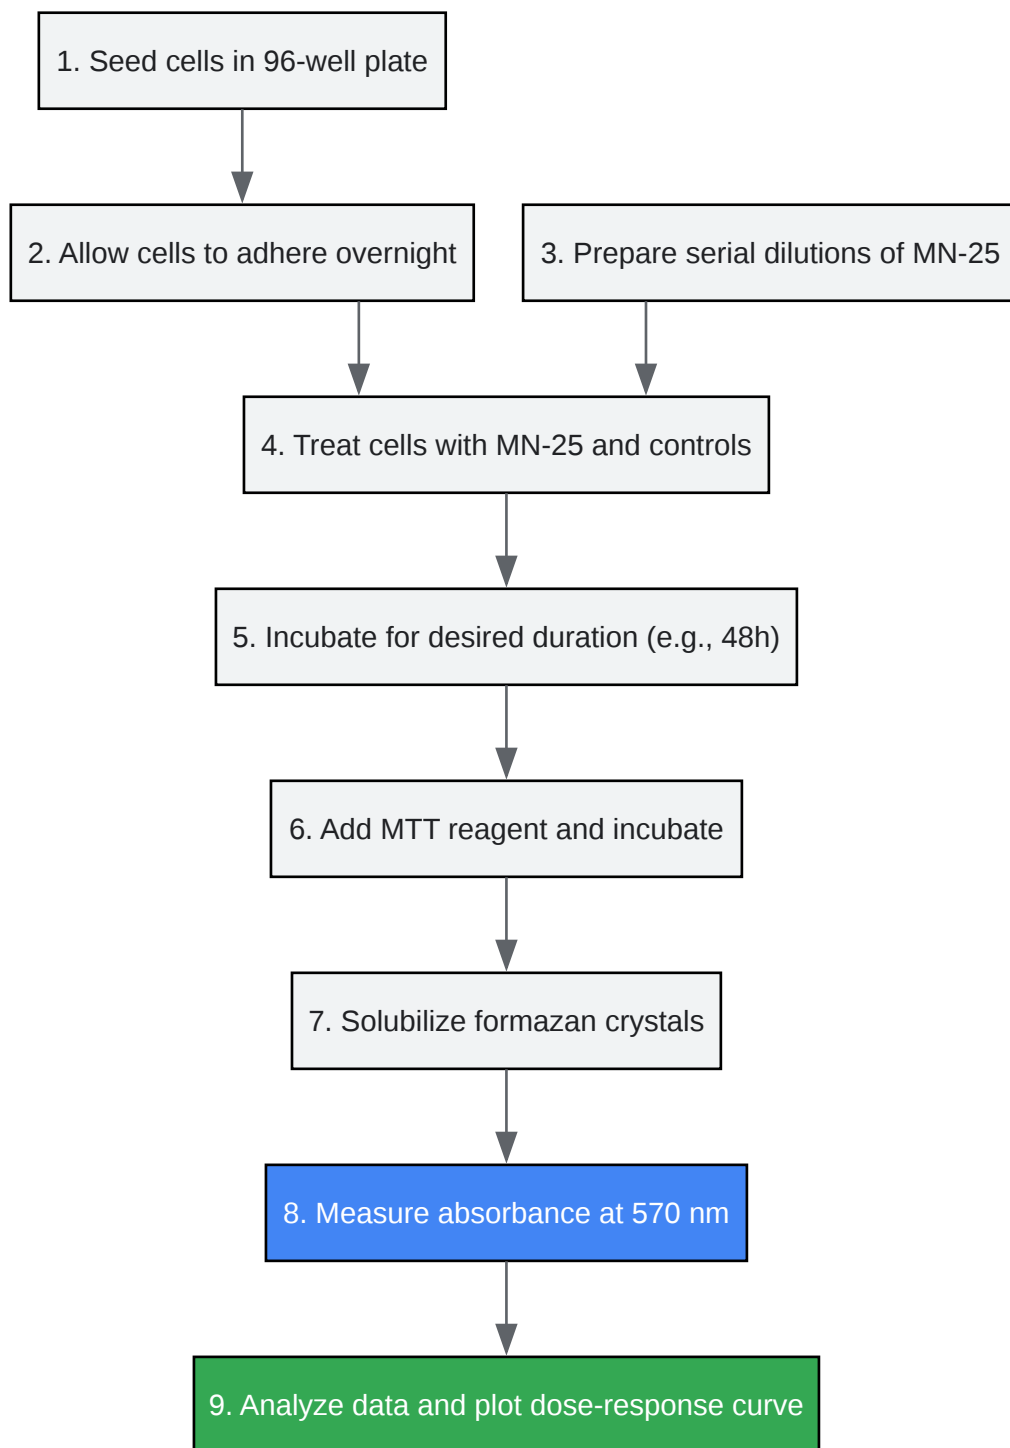 1. Seed cells in 96-well plate
2. Allow cells to adhere overnight
3. Prepare serial dilutions of MN-25
4. Treat cells with MN-25 and controls
5. Incubate for desired duration (e.g., 48h)
6. Add MTT reagent and incubate
7. Solubilize formazan crystals
8. Measure absorbance at 570 nm
9. Analyze data and plot dose-response curve